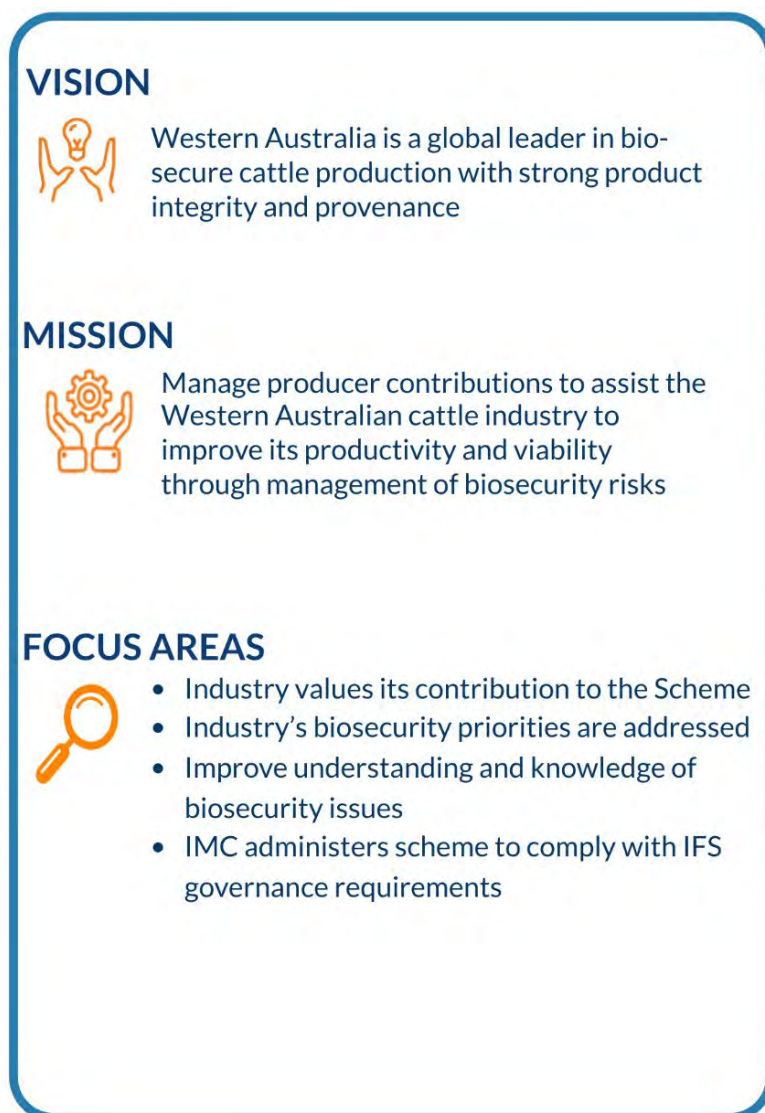 VISION
Western Australia is a global leader in bio-
secure cattle production with strong product
integrity and provenance
MISSION
Manage producer contributions to assist the
Western Australian cattle industry to
improve its productivity and viability
through management of biosecurity risks
FOCUS AREAS
• Industry values its contribution to the Scheme
• Industry’s biosecurity priorities are addressed
• Improve understanding and knowledge of
biosecurity issues
• IMC administers scheme to comply with IFS
governance requirements